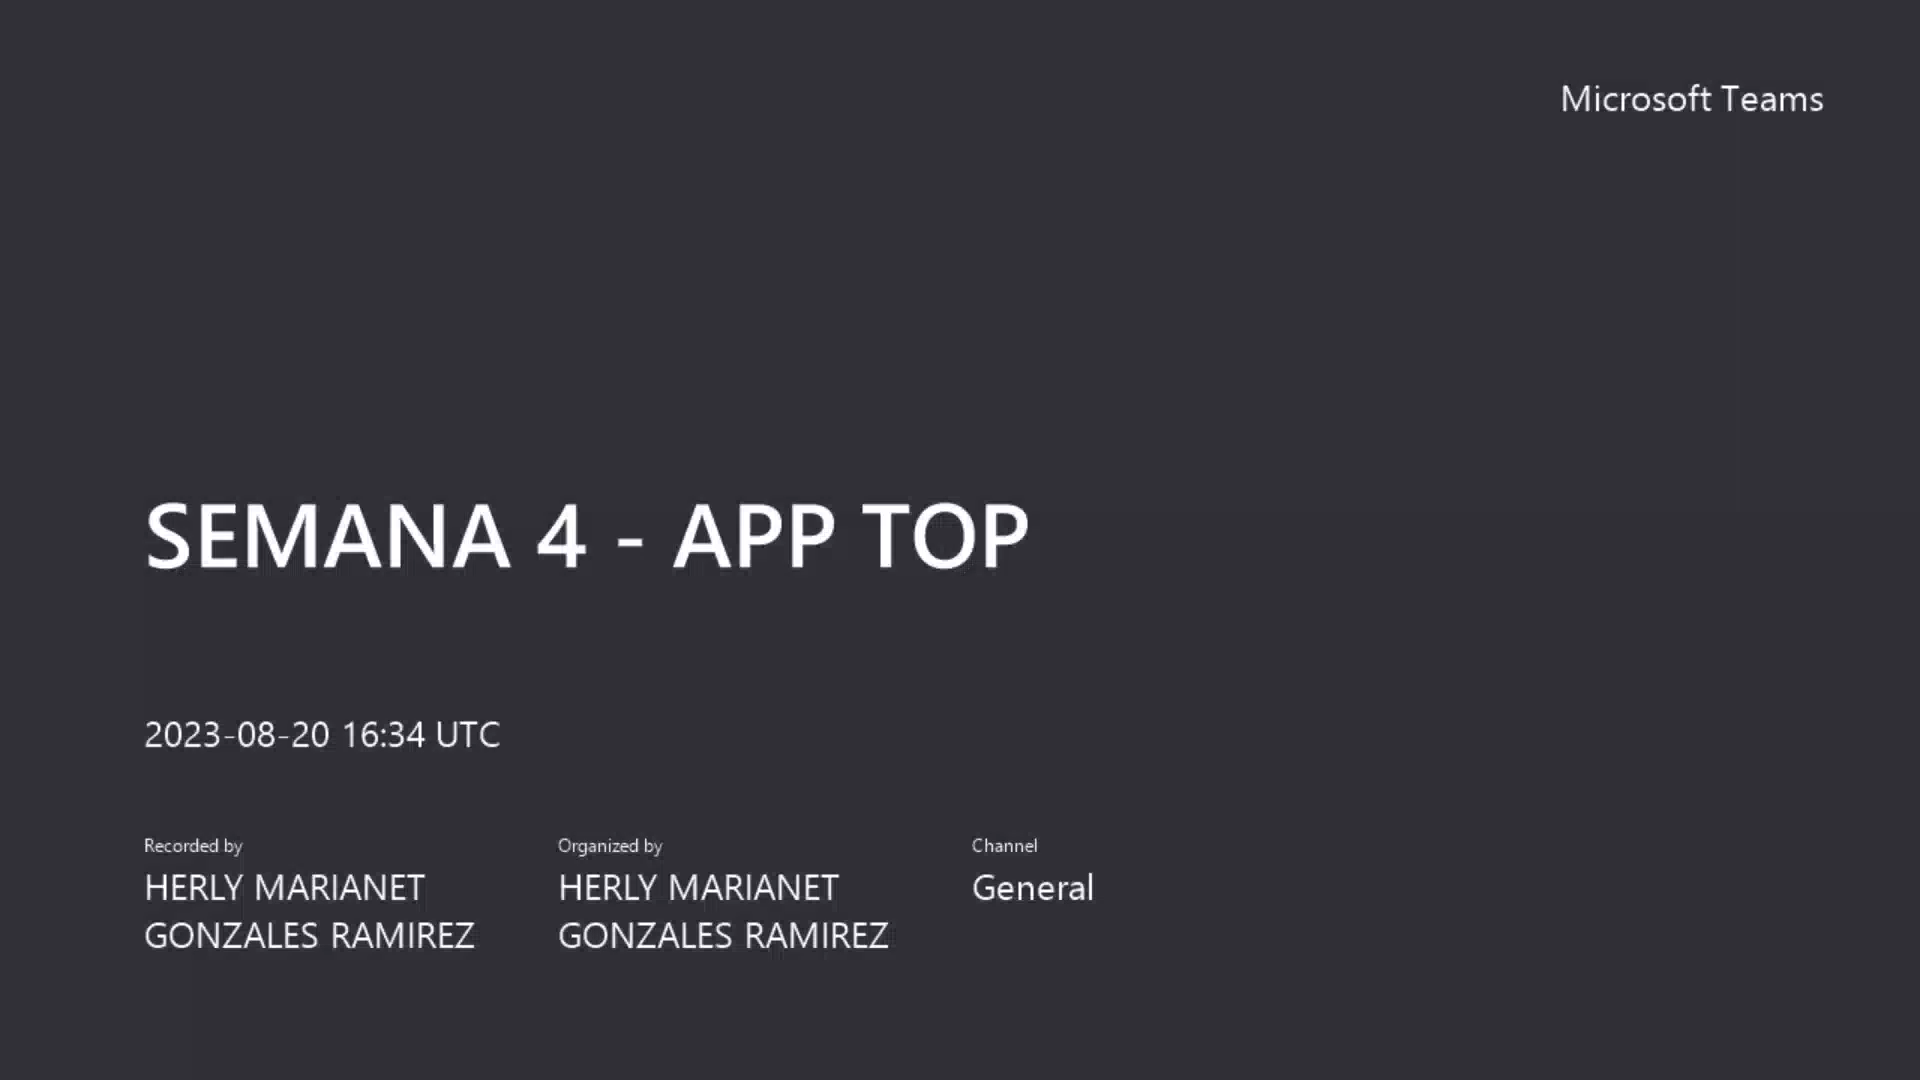 Microsoft Teams
SEMANA 4 - APP TOP
2023-08-20 16:34 UTC
Recorded by
HERLY MARIANET
GONZALES RAMIREZ
Organized by
HERLY MARIANET
GONZALES RAMIREZ
Channel
General